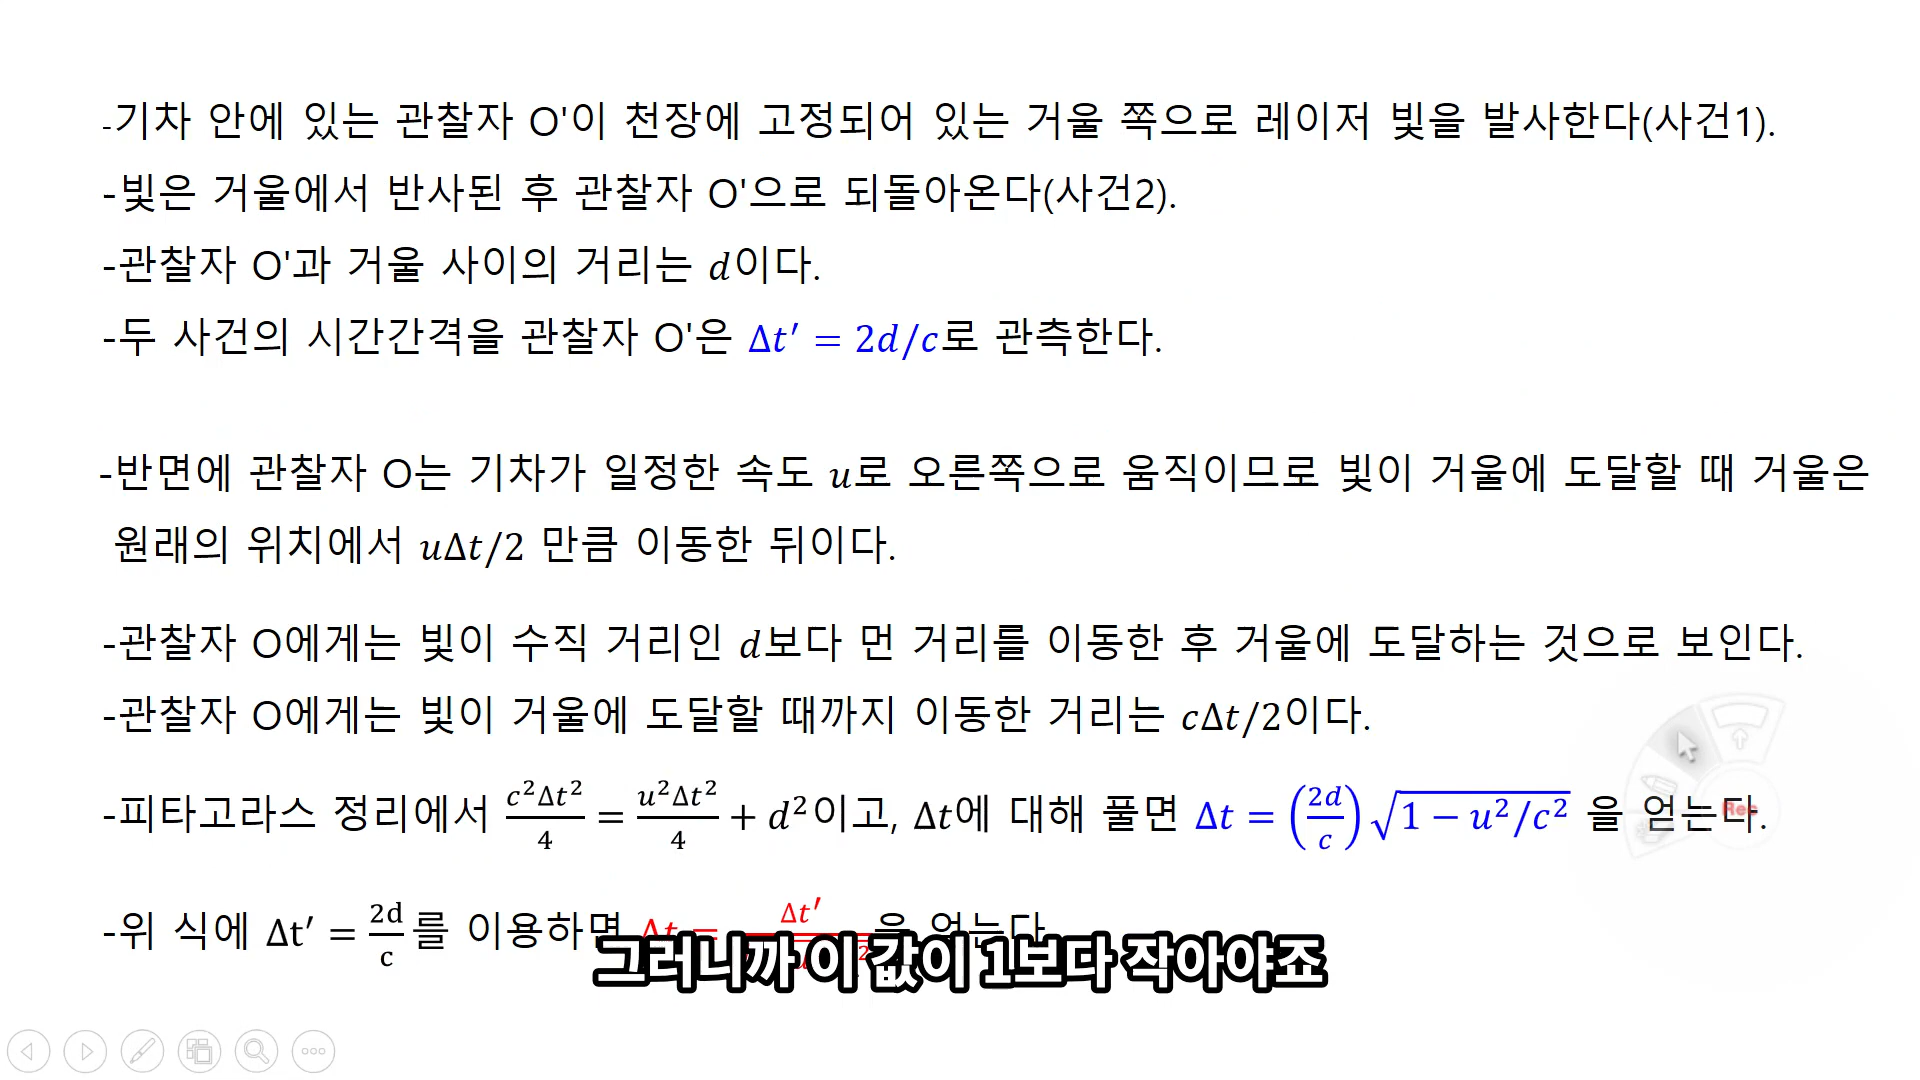 -기차 안에 있는 관찰자 O'이 천장에 고정되어 있는 거울 쪽으로 레이저 빛을 발사한다(사건1).
-빛은 거울에서 반사된 후 관찰자 O'으로 되돌아온다(사건2).
-관찰자 O'과 거울 사이의 거리는 d이다.
-두 사건의 시간간격을 관찰자 O'은 Δt′ = 2d/c로 관측한다.
-반면에 관찰자 O는 기차가 일정한 속도 u로 오른쪽으로 움직이므로 빛이 거울에 도달할 때 거울은
원래의 위치에서 uΔt/2 만큼 이동한 뒤이다.
-관찰자 O에게는 빛이 수직 거리인 d보다 먼 거리를 이동한 후 거울에 도달하는 것으로 보인다.
-관찰자 O에게는 빛이 거울에 도달할 때까지 이동한 거리는 cΔt/2이다.
-피타고라스 정리에서 c²Δt²/4 = u²Δt²/4 + d²이고, Δt에 대해 풀면 Δt = (2d/c)√1 − u²/c² 을 얻는다.
Rec
-위 식에 Δt′ = 2d/c를 이용하면 Δt = Δt′ 을 얻는다
그러니까 이 값이 1보다 작아야죠